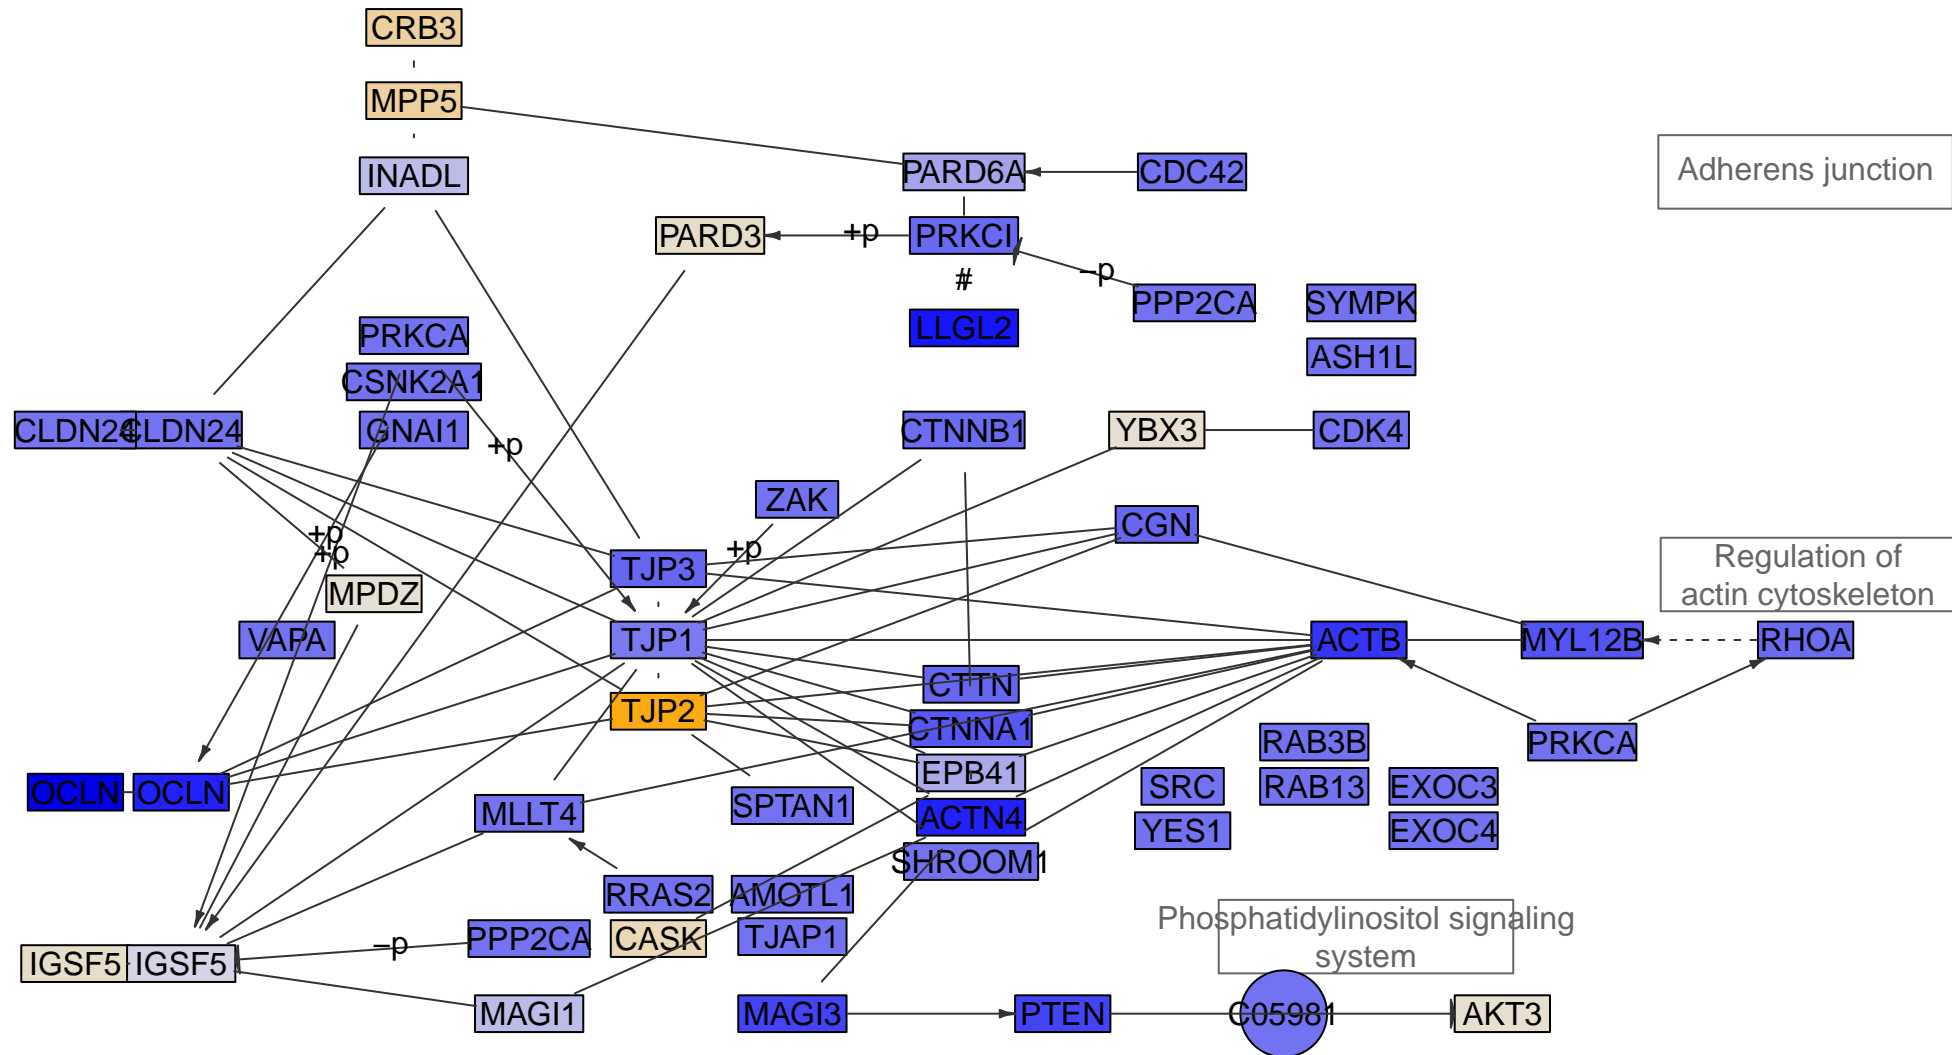 CRB3
MPP5
INADL
PARD6A
CDC42
Adherens junction
PARD3
+p
PRKCI
#
−p
PPP2CA
SYMPK
LLGL2
PRKCA
ASH1L
CSNK2A1
CLDN24
CLDN24
GNAI1
+p
CTNNB1
YBX3
CDK4
ZAK
CGN
+p
+p
+p
TJP3
MPDZ
Regulation of
actin cytoskeleton
VAPA
TJP1
ACTB
MYL12B
RHOA
CTTN
TJP2
CTNNA1
RAB3B
PRKCA
EPB41
OCLN
OCLN
SRC
RAB13
EXOC3
MLLT4
SPTAN1
ACTN4
YES1
EXOC4
SHROOM1
RRAS2
AMOTL1
Phosphatidylinositol signaling
system
−p
PPP2CA
CASK
TJAP1
IGSF5
IGSF5
MAGI1
MAGI3
PTEN
C05981
AKT3